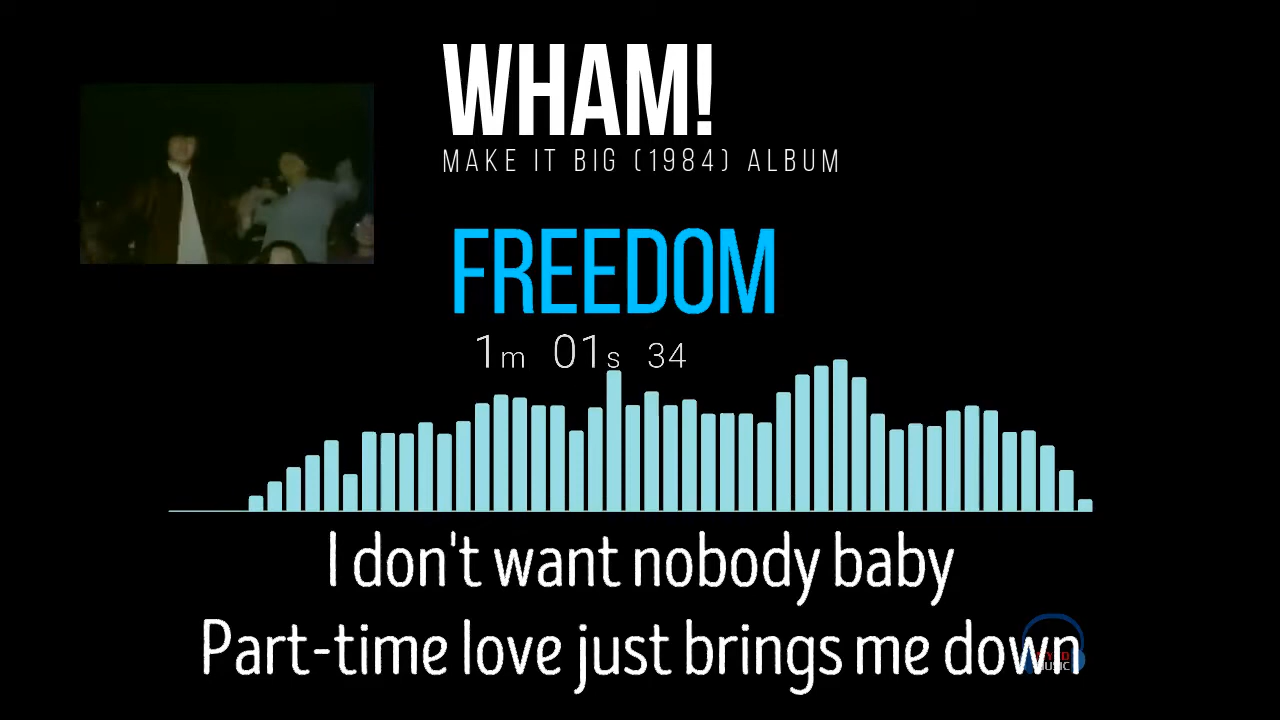 WHAM!
MAKE IT BIG (1984) ALBUM
FREEDOM
1m 01s 34
I don't want nobody baby
Part-time love just brings me down
MUSIC